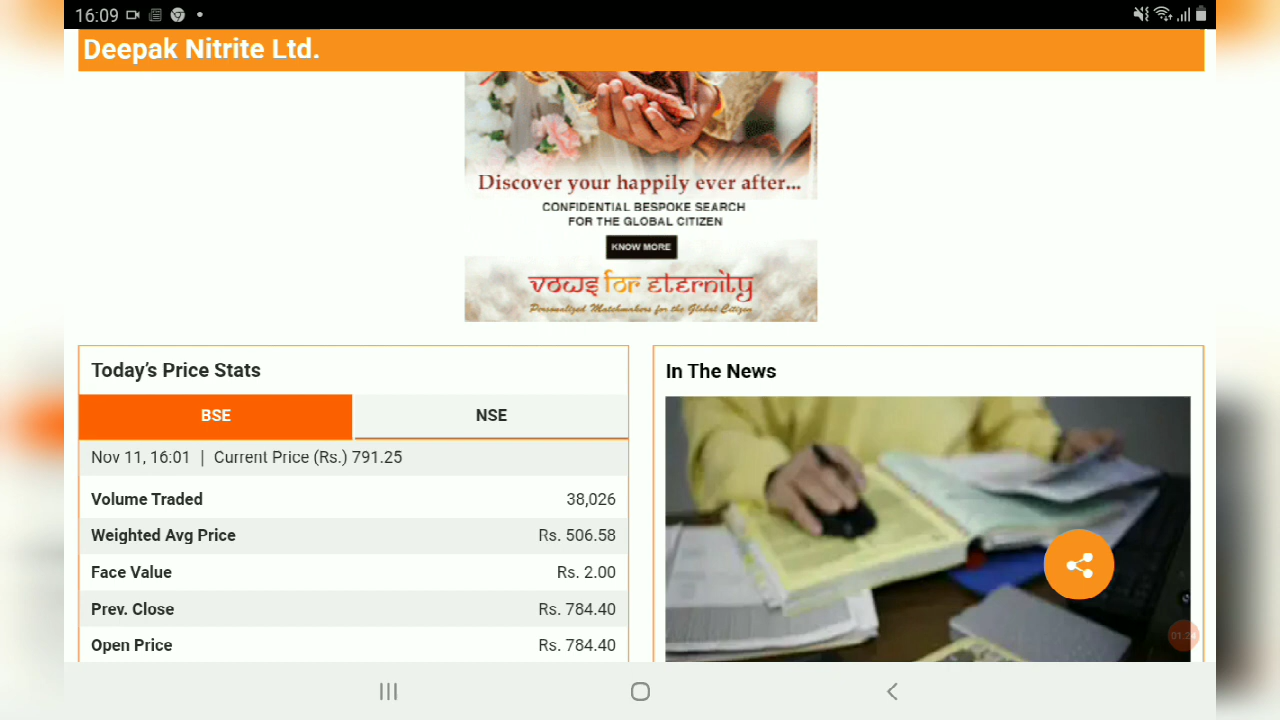 16:09
Deepak Nitrite Ltd.
Discover your happily ever after...
CONFIDENTIAL BESPOKE SEARCH
FOR THE GLOBAL CITIZEN
KNOW MORE
vows for eternity
Personalized Matchmakers for the Global Citizen
Today's Price Stats
BSE NSE
Nov 11, 16:01 | Current Price (Rs.) 791.25
Volume Traded 38,026
Weighted Avg Price Rs. 506.58
Face Value Rs. 2.00
Prev. Close Rs. 784.40
Open Price Rs. 784.40
In The News